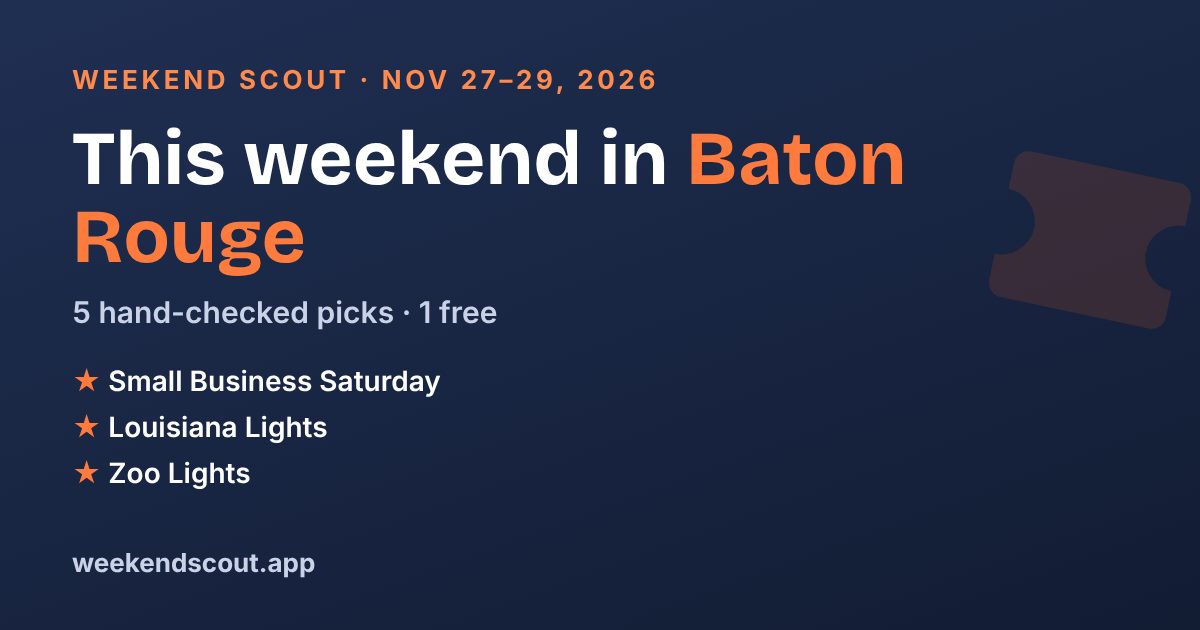 WEEKEND SCOUT · NOV 27–29, 2026
This weekend in Baton
Rouge
5 hand-checked picks · 1 free
★ Small Business Saturday
★ Louisiana Lights
★ Zoo Lights
weekendscout.app